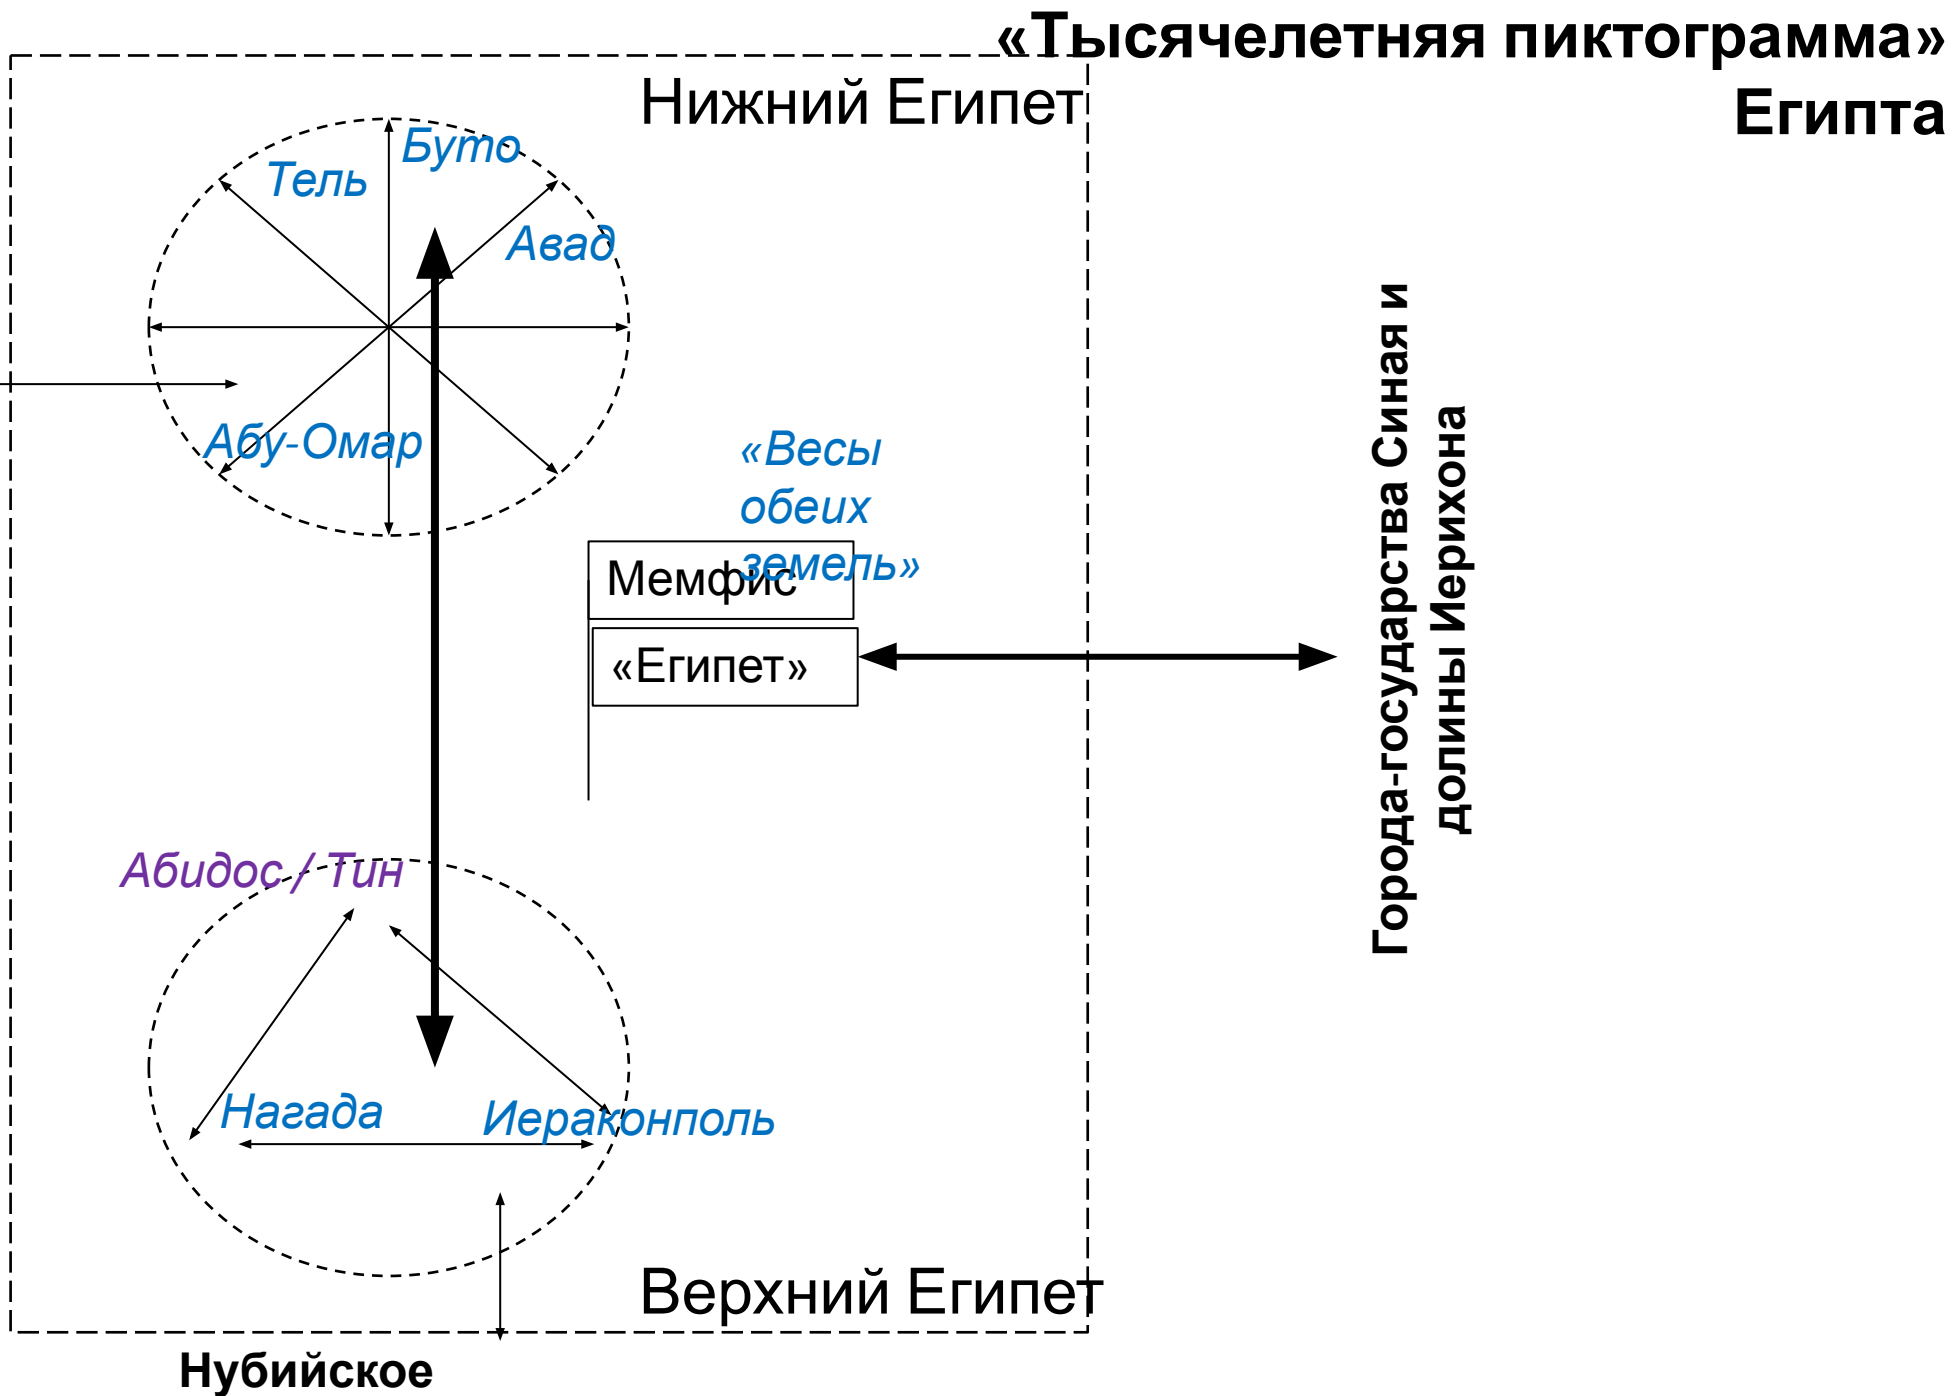 «Тысячелетняя пиктограмма»
Египта
Нижний Египет
Буто
Тель
Авад
Абу-Омар
«Весы
обеих
земель»
Мемфис
«Египет»
Города-государства Синая и
долины Иерихона
Абидос / Тин
Нагада
Иераконполь
Верхний Египет
Нубийское